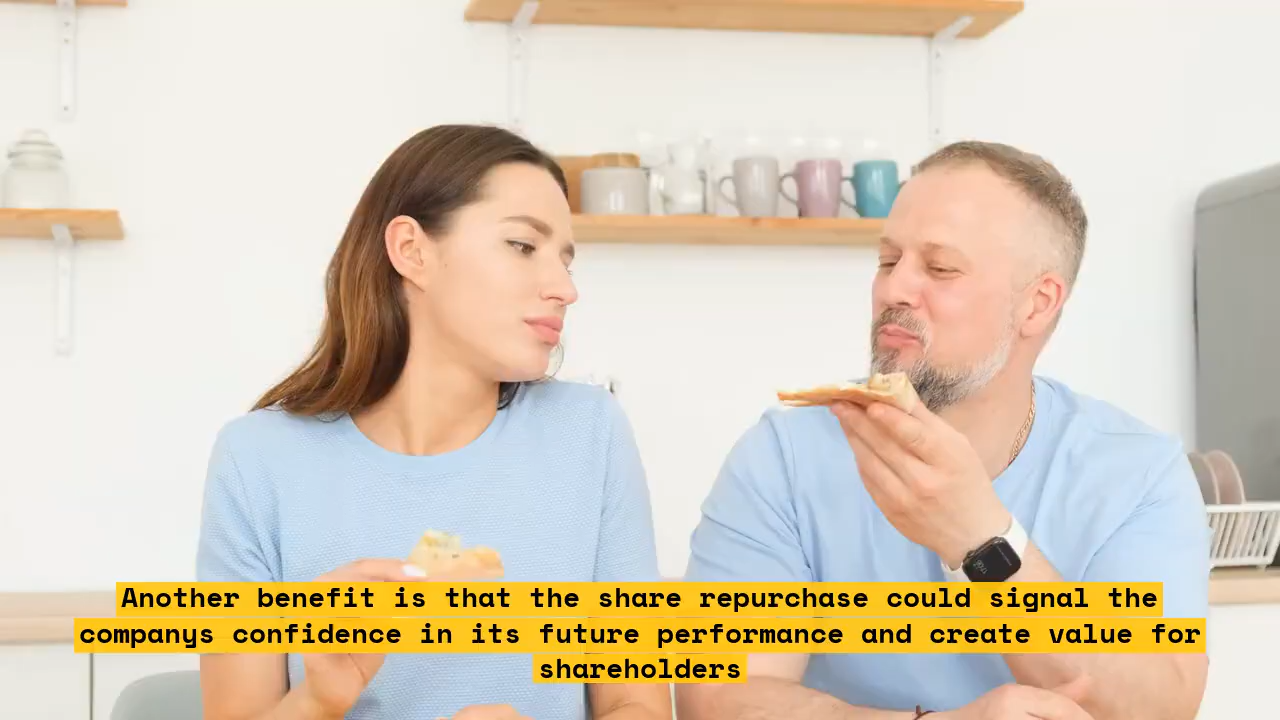 Another benefit is that the share repurchase could signal the
companys confidence in its future performance and create value for
shareholders